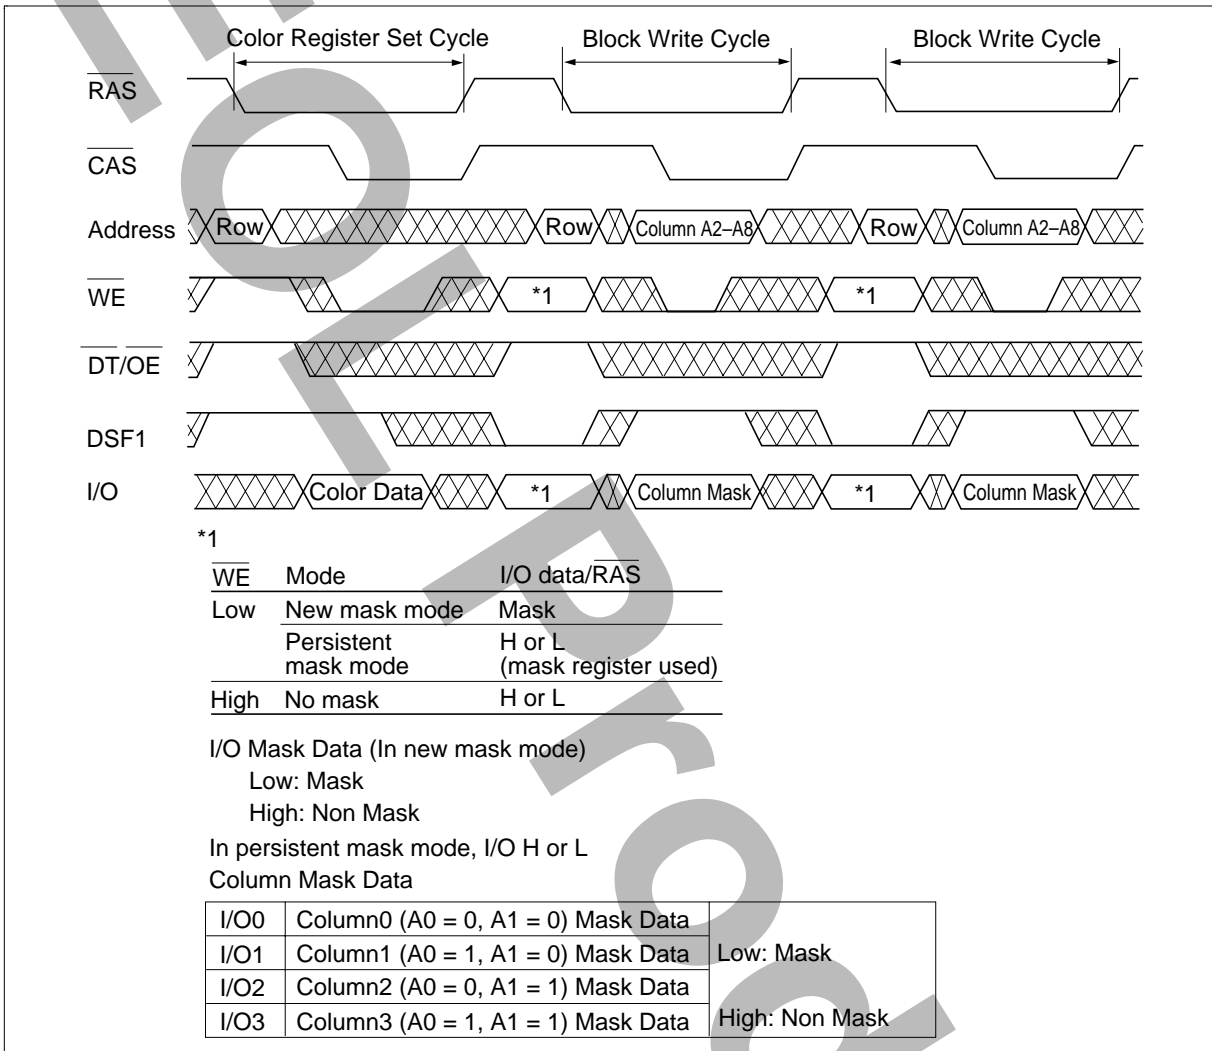 Color Register Set Cycle Block Write Cycle Block Write Cycle
RAS
CAS
Address Row Row Column A2–A8 Row Column A2–A8
WE *1 *1
DT/OE
DSF1
I/O Color Data *1 Column Mask *1 Column Mask
*1
WE Mode I/O data/RAS
Low New mask mode Mask
Persistent mask mode H or L (mask register used)
High No mask H or L
I/O Mask Data (In new mask mode)
Low: Mask
High: Non Mask
In persistent mask mode, I/O H or L
Column Mask Data
I/O0 Column0 (A0 = 0, A1 = 0) Mask Data
I/O1 Column1 (A0 = 1, A1 = 0) Mask Data Low: Mask
I/O2 Column2 (A0 = 0, A1 = 1) Mask Data
I/O3 Column3 (A0 = 1, A1 = 1) Mask Data High: Non Mask